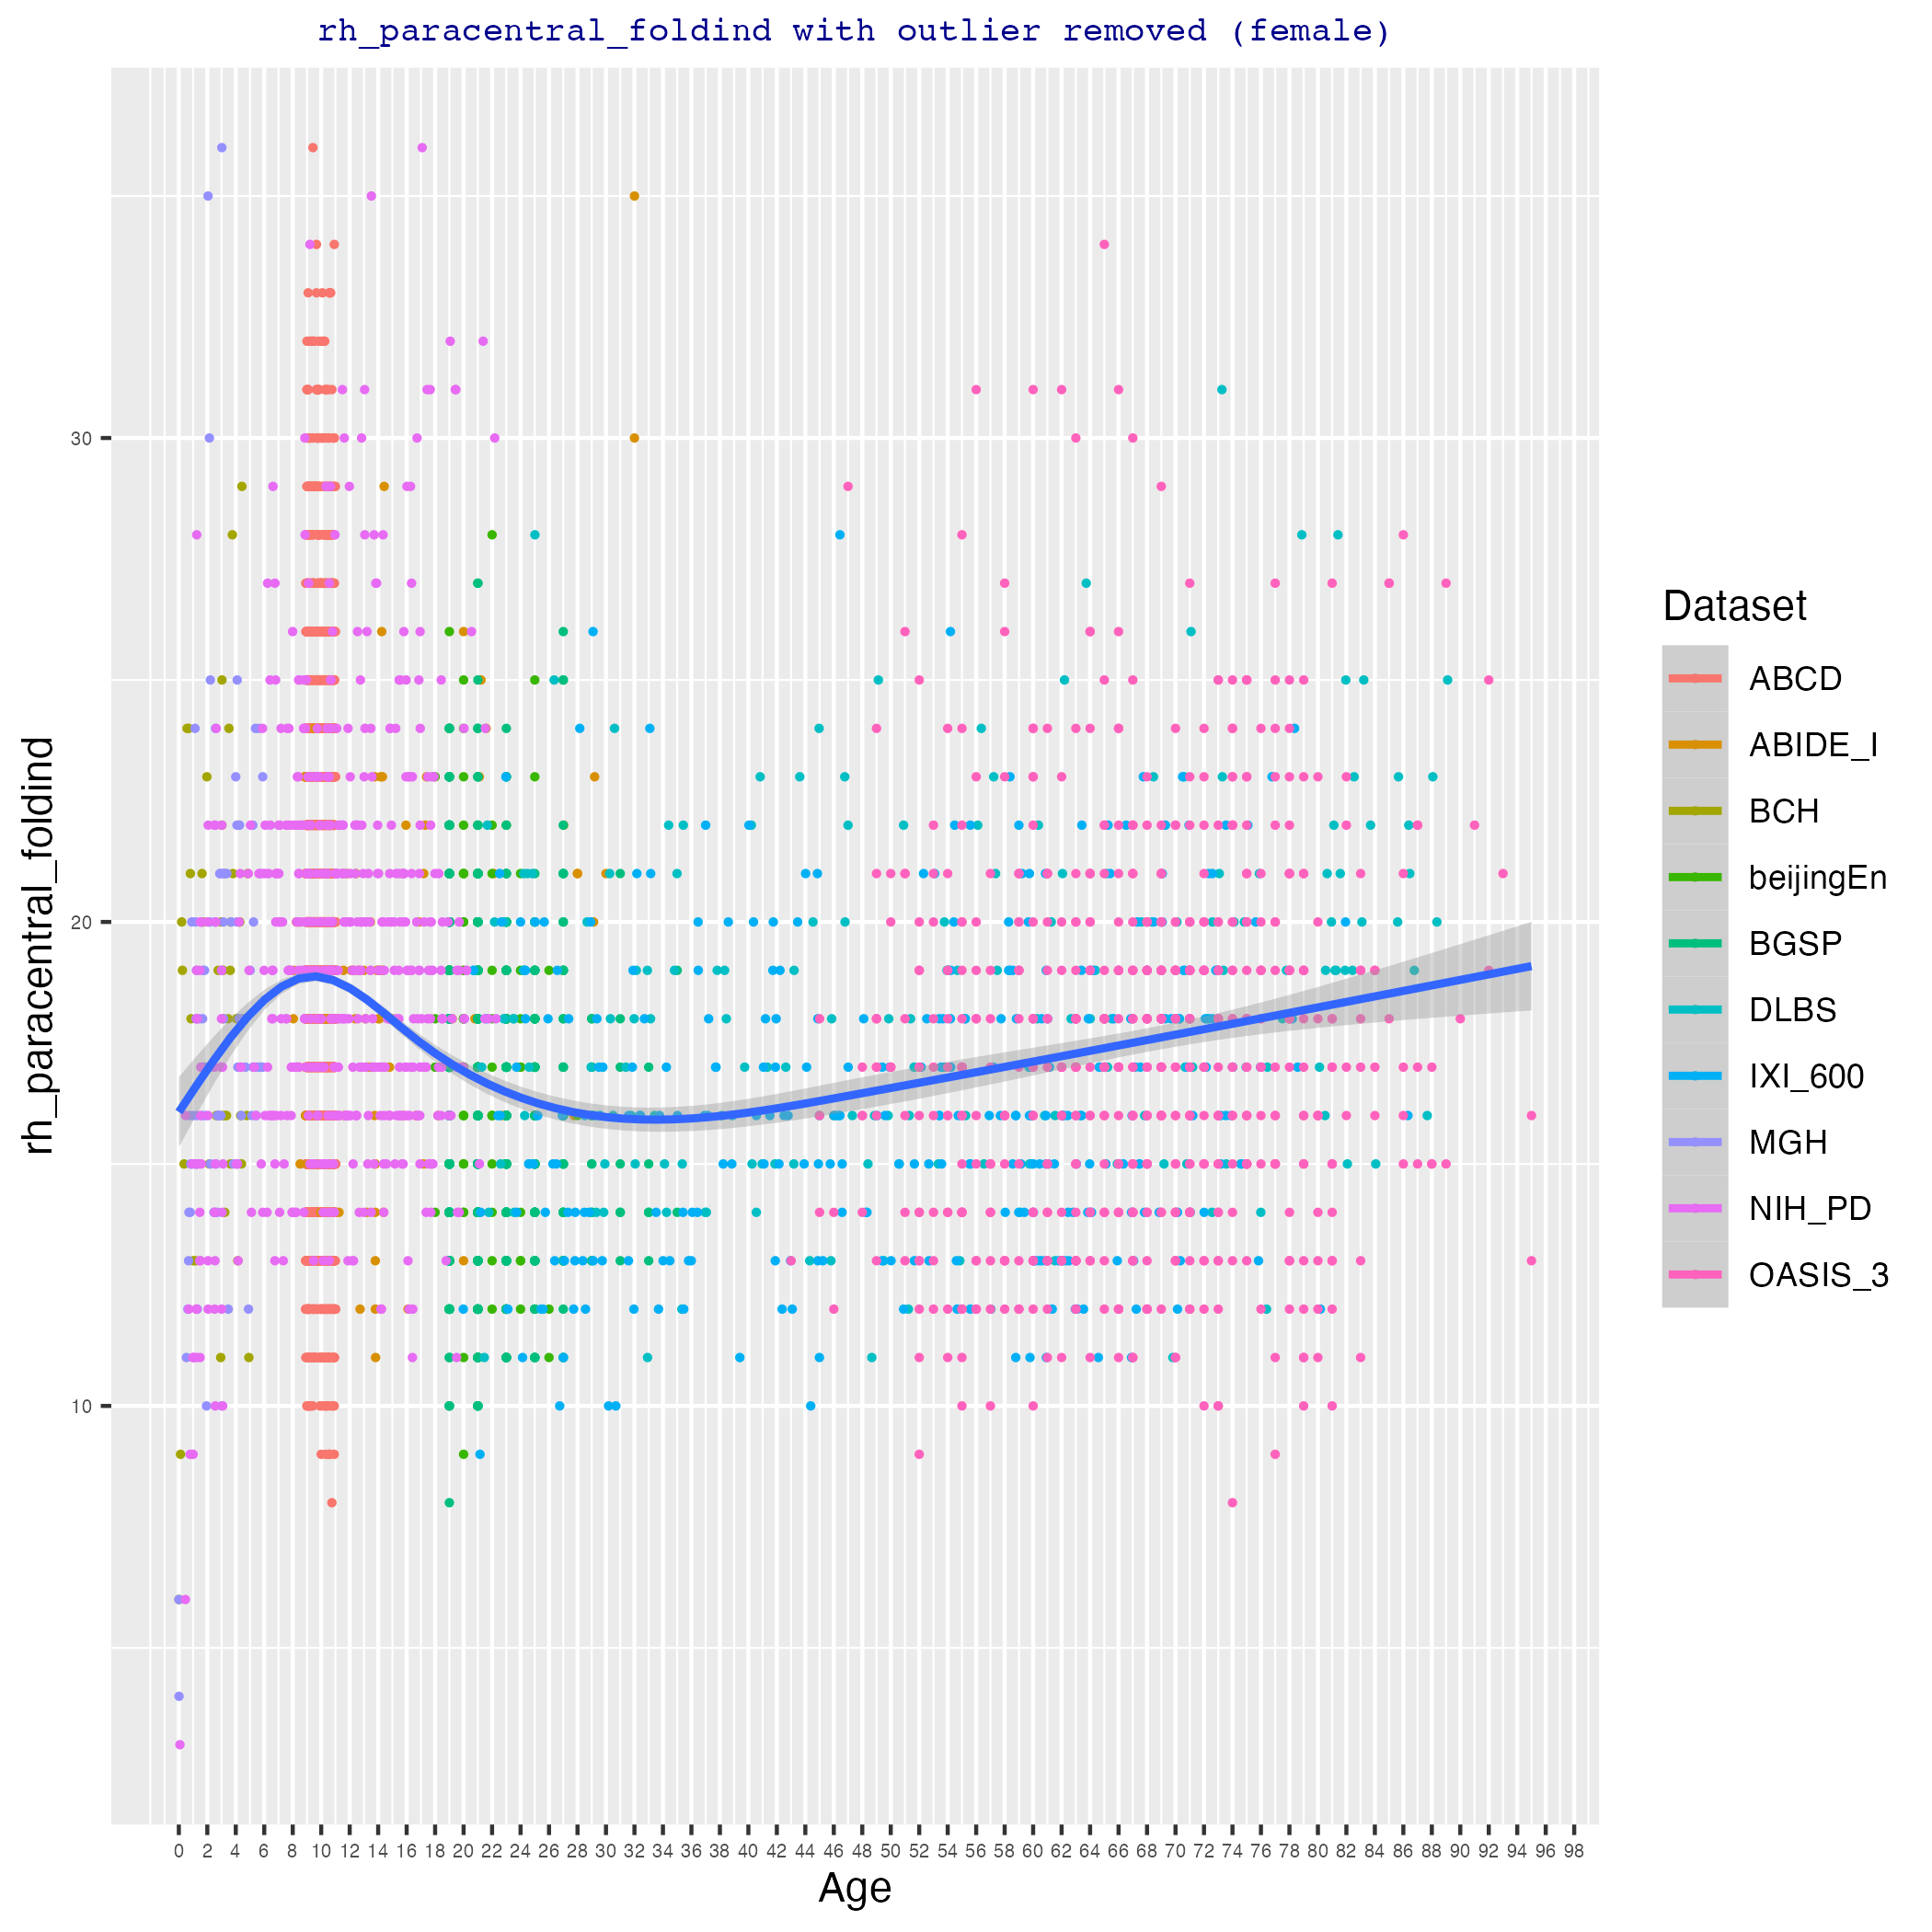 rh_paracentral_foldind with outlier removed (female)
rh_paracentral_foldind
30
20
10
0 2 4 6 8 10 12 14 16 18 20 22 24 26 28 30 32 34 36 38 40 42 44 46 48 50 52 54 56 58 60 62 64 66 68 70 72 74 76 78 80 82 84 86 88 90 92 94 96 98
Age
Dataset
ABCD
ABIDE_I
BCH
beijingEn
BGSP
DLBS
IXI_600
MGH
NIH_PD
OASIS_3